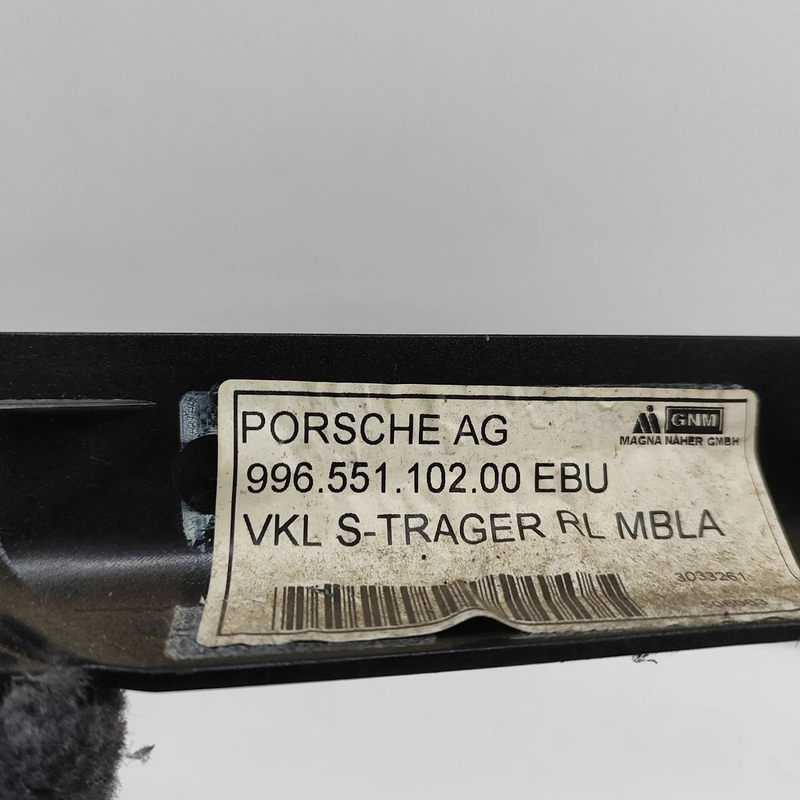 PORSCHE AG
GNM
MAGNA NÄHER GMBH
996.551.102.00 EBU
VKL S-TRAGER RL MBLA
3033261